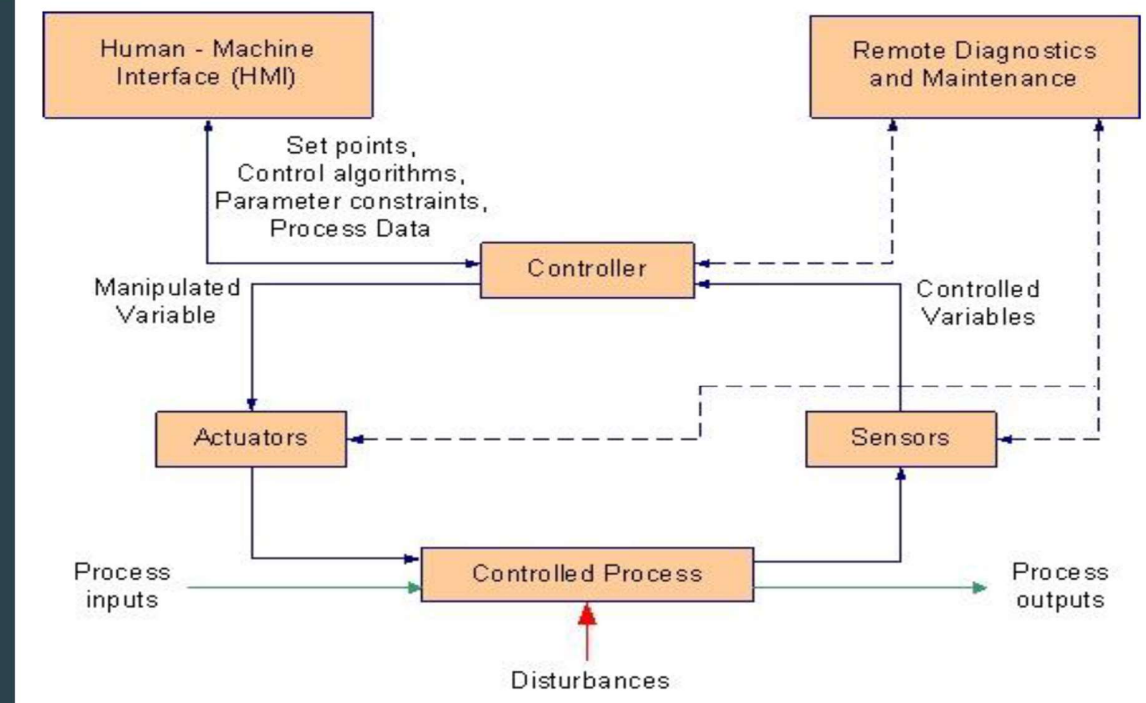 Human - Machine
Interface (HMI)
Remote Diagnostics
and Maintenance
Set points,
Control algorithms,
Parameter constraints,
Process Data
Controller
Manipulated
Variable
Controlled
Variables
Actuators
Sensors
Process
inputs
Controlled Process
Process
outputs
Disturbances